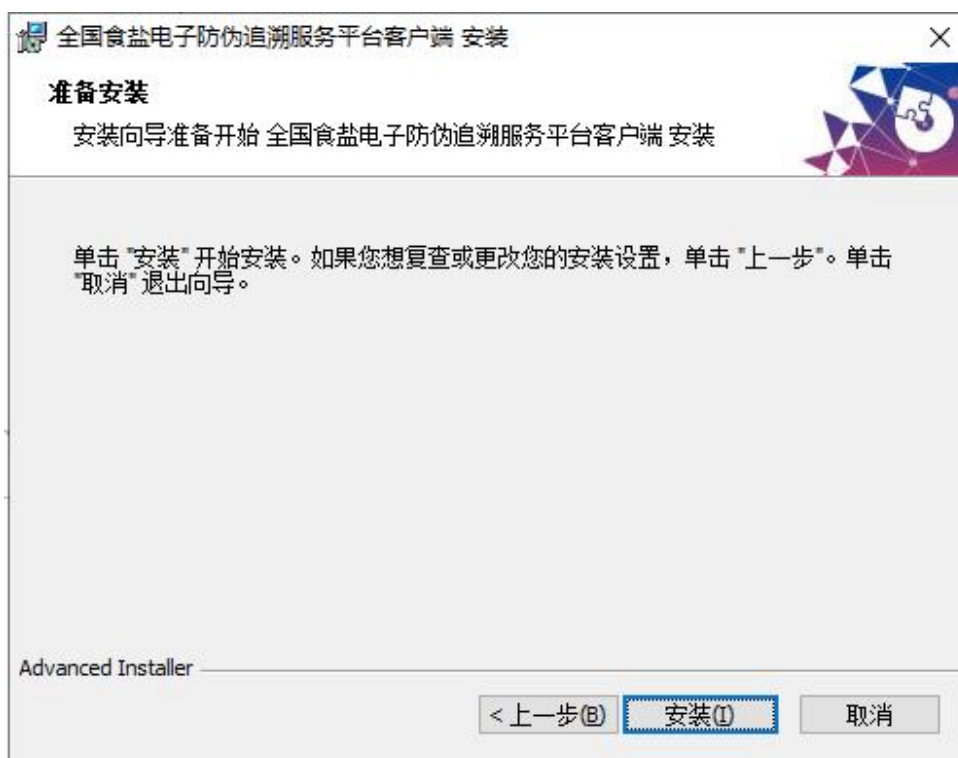 全国食盐电子防伪追溯服务平台客户端 安装
准备安装
安装向导准备开始 全国食盐电子防伪追溯服务平台客户端 安装
单击 "安装" 开始安装。如果您想复查或更改您的安装设置，单击 "上一步"。单击
"取消" 退出向导。
Advanced Installer
< 上一步(B) 安装(I) 取消